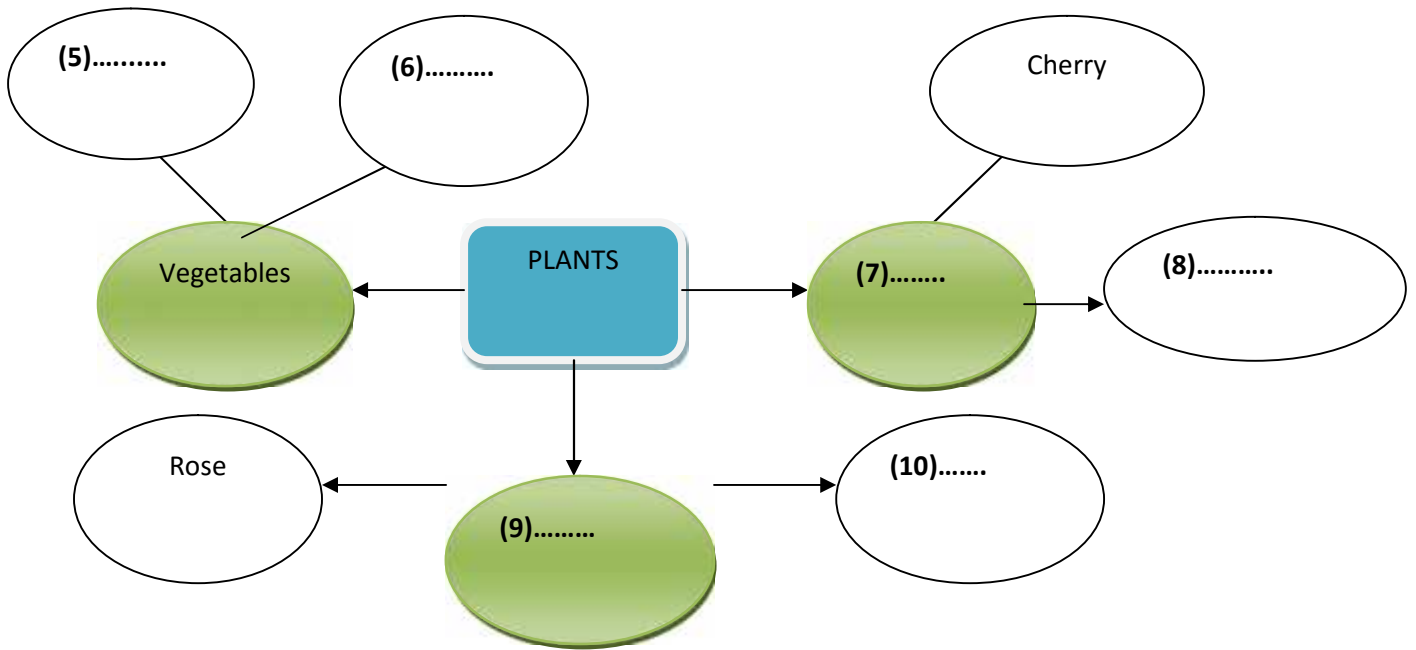 (5)..........
(6)……….
Cherry
Vegetables
PLANTS
(7)……..
(8)………..
Rose
(9)………
(10)…….